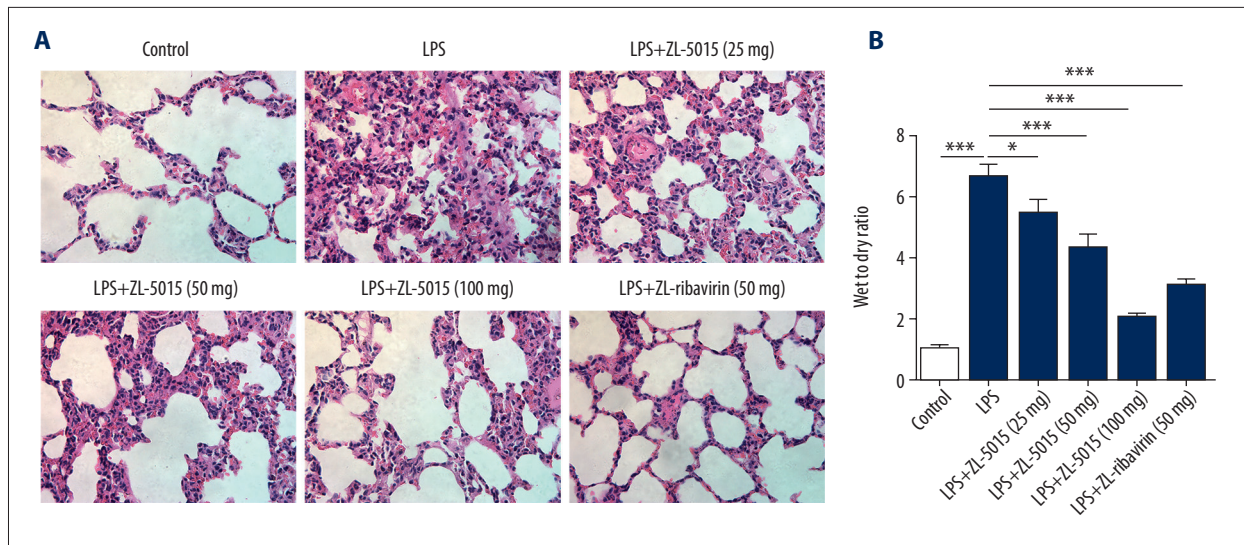 A
Control
LPS
LPS+ZL-5015 (25 mg)
LPS+ZL-5015 (50 mg)
LPS+ZL-5015 (100 mg)
LPS+ZL-ribavirin (50 mg)
B
***
***
***
***
*
8
6
4
2
0
Wet to dry ratio
Control
LPS
LPS+ZL-5015 (25 mg)
LPS+ZL-5015 (50 mg)
LPS+ZL-5015 (100 mg)
LPS+ZL-ribavirin (50 mg)